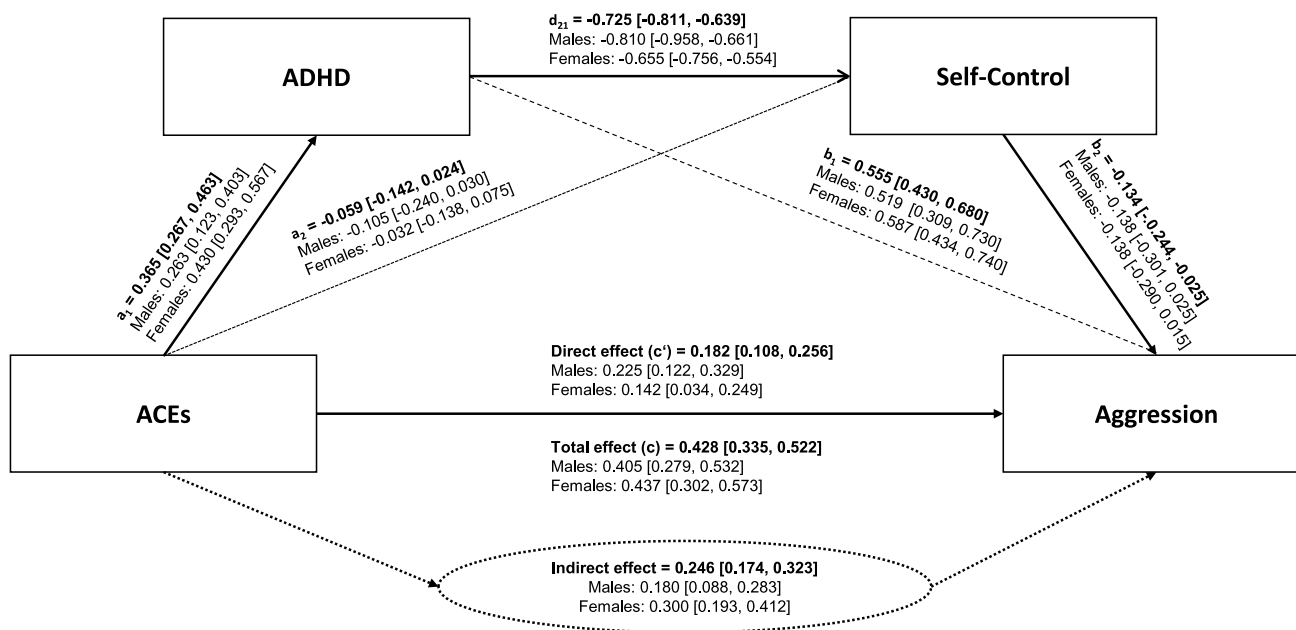 d21 = -0.725 [-0.811, -0.639]
Males: -0.810 [-0.958, -0.661]
Females: -0.655 [-0.756, -0.554]
ADHD
Self-Control
a1 = 0.365 [0.267, 0.463]
Males: 0.263 [0.123, 0.403]
Females: 0.430 [0.293, 0.567]
a2 = -0.059 [-0.142, 0.024]
Males: -0.105 [-0.240, 0.030]
Females: -0.032 [-0.138, 0.075]
b1 = 0.555 [0.430, 0.680]
Males: 0.519 [0.309, 0.730]
Females: 0.587 [0.434, 0.740]
b2 = -0.134 [-0.244, -0.025]
Males: -0.138 [-0.301, 0.025]
Females: -0.138 [-0.290, 0.015]
ACEs
Direct effect (c‘) = 0.182 [0.108, 0.256]
Males: 0.225 [0.122, 0.329]
Females: 0.142 [0.034, 0.249]
Aggression
Total effect (c) = 0.428 [0.335, 0.522]
Males: 0.405 [0.279, 0.532]
Females: 0.437 [0.302, 0.573]
Indirect effect = 0.246 [0.174, 0.323]
Males: 0.180 [0.088, 0.283]
Females: 0.300 [0.193, 0.412]